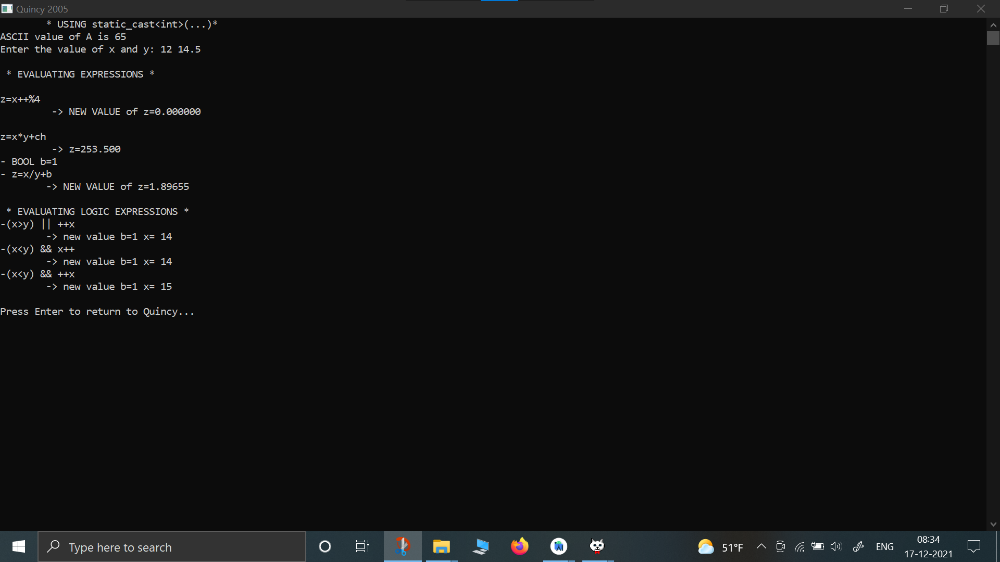 Quincy 2005
* USING static_cast<int>(...)*
ASCII value of A is 65
Enter the value of x and y: 12 14.5
* EVALUATING EXPRESSIONS *
z=x++%4
-> NEW VALUE of z=0.000000
z=x*y+ch
-> z=253.500
- BOOL b=1
- z=x/y+b
-> NEW VALUE of z=1.89655
* EVALUATING LOGIC EXPRESSIONS *
-(x>y) || ++x
-> new value b=1 x= 14
-(x<y) && x++
-> new value b=1 x= 14
-(x<y) && ++x
-> new value b=1 x= 15
Press Enter to return to Quincy...
Type here to search
51°F
ENG
08:34
17-12-2021